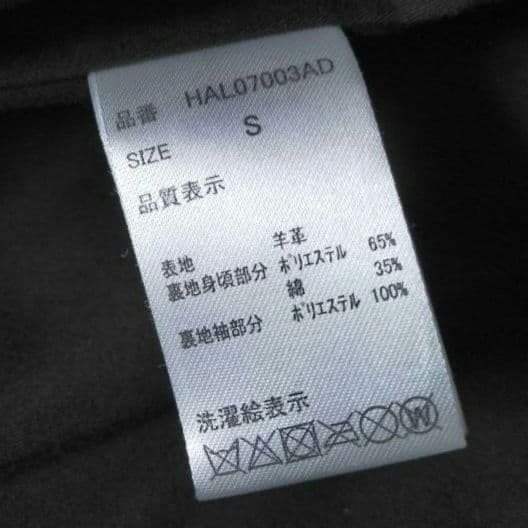 品番 HAL07003AD
SIZE S
品質表示
表地 羊革
裏地身頃部分 ポリエステル 65%
綿 35%
裏地袖部分 ポリエステル 100%
洗濯絵表示
W